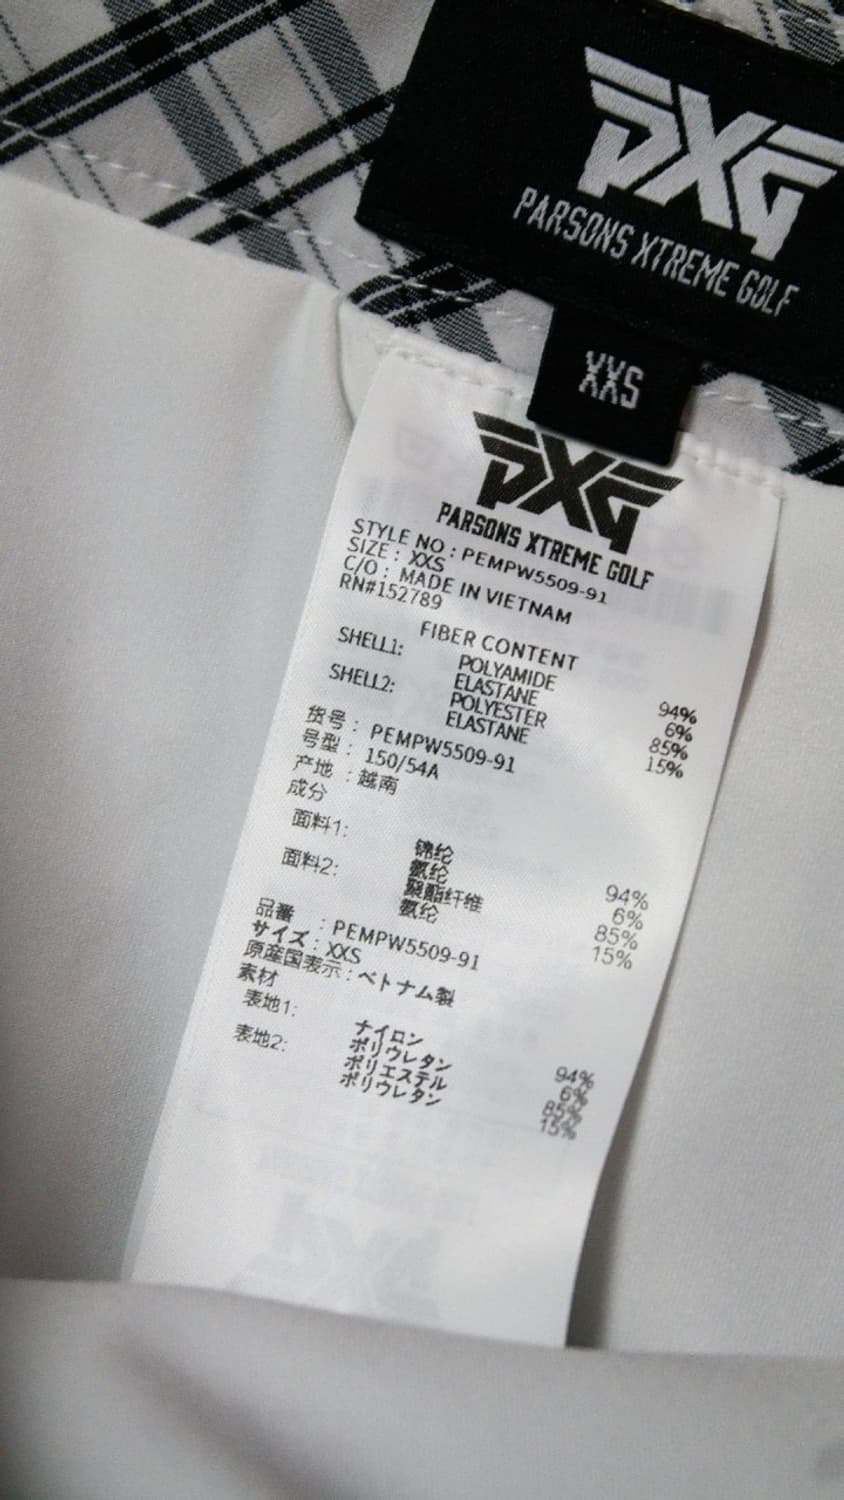 PXG
PARSONS XTREME GOLF
XXS
PXG
PARSONS XTREME GOLF
STYLE NO : PEMPW5509-91
SIZE : XXS
C/O : MADE IN VIETNAM
RN#152789
FIBER CONTENT
SHELL1: POLYAMIDE 94%
ELASTANE 6%
SHELL2: POLYESTER 85%
ELASTANE 15%
货号 : PEMPW5509-91
号型 : 150/54A
产地 : 越南
成分
面料1: 锦纶 94%
氨纶 6%
面料2: 聚酯纤维 85%
氨纶 15%
品番 : PEMPW5509-91
サイズ : XXS
原産国表示 : ベトナム製
素材
表地1: ナイロン 94%
ポリウレタン 6%
表地2: ポリエステル 85%
ポリウレタン 15%